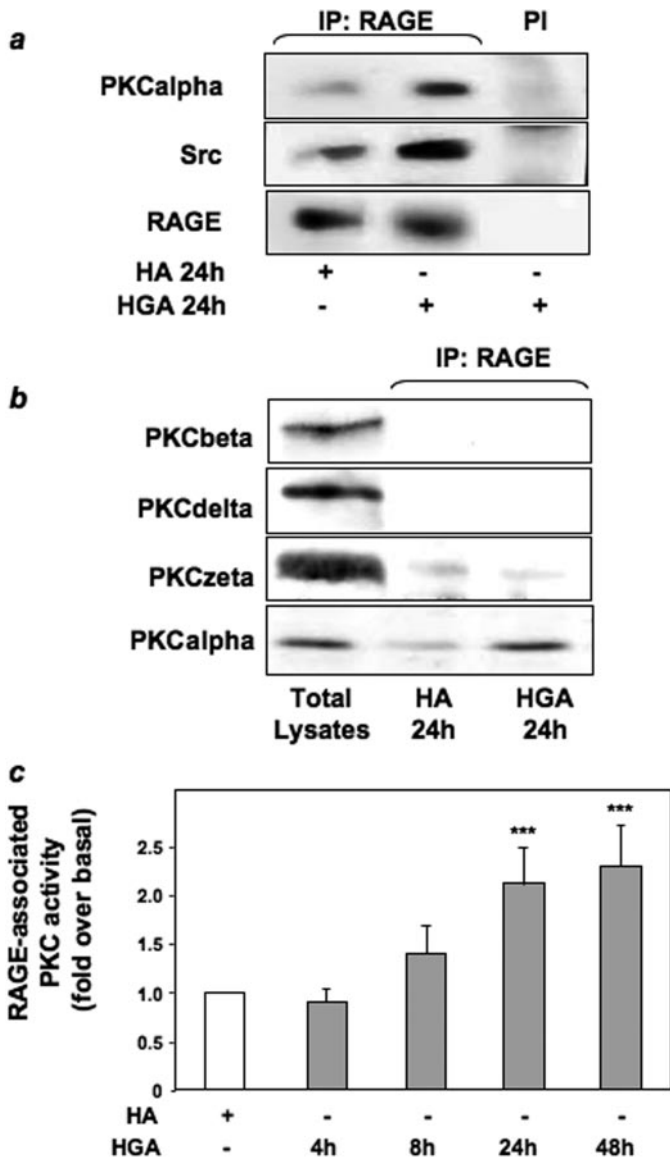 a
IP: RAGE PI
PKCalpha
Src
RAGE
HA 24h + - -
HGA 24h - + +
b
IP: RAGE
PKCbeta
PKCdelta
PKCzeta
PKCalpha
Total HA HGA
Lysates 24h 24h
c
RAGE-associated
PKC activity
(fold over basal)
2.5
2.0
1.5
1.0
0.5
0
*** ***
HA + - - - -
HGA - 4h 8h 24h 48h